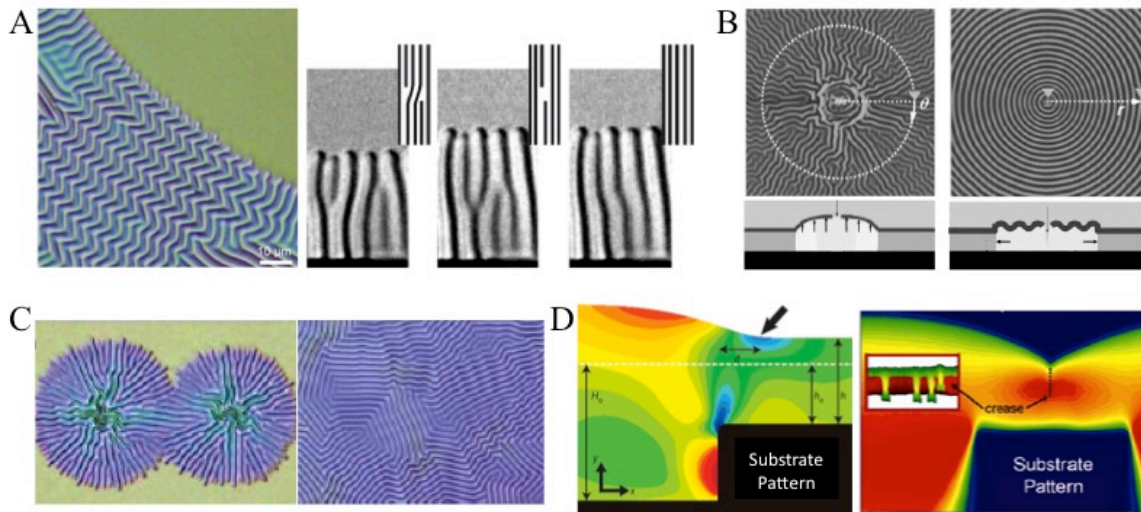 A
10 μm
B
θ
r
C
D
d
H₀
h₀
h
y
x
Substrate
Pattern
crease
Substrate
Pattern